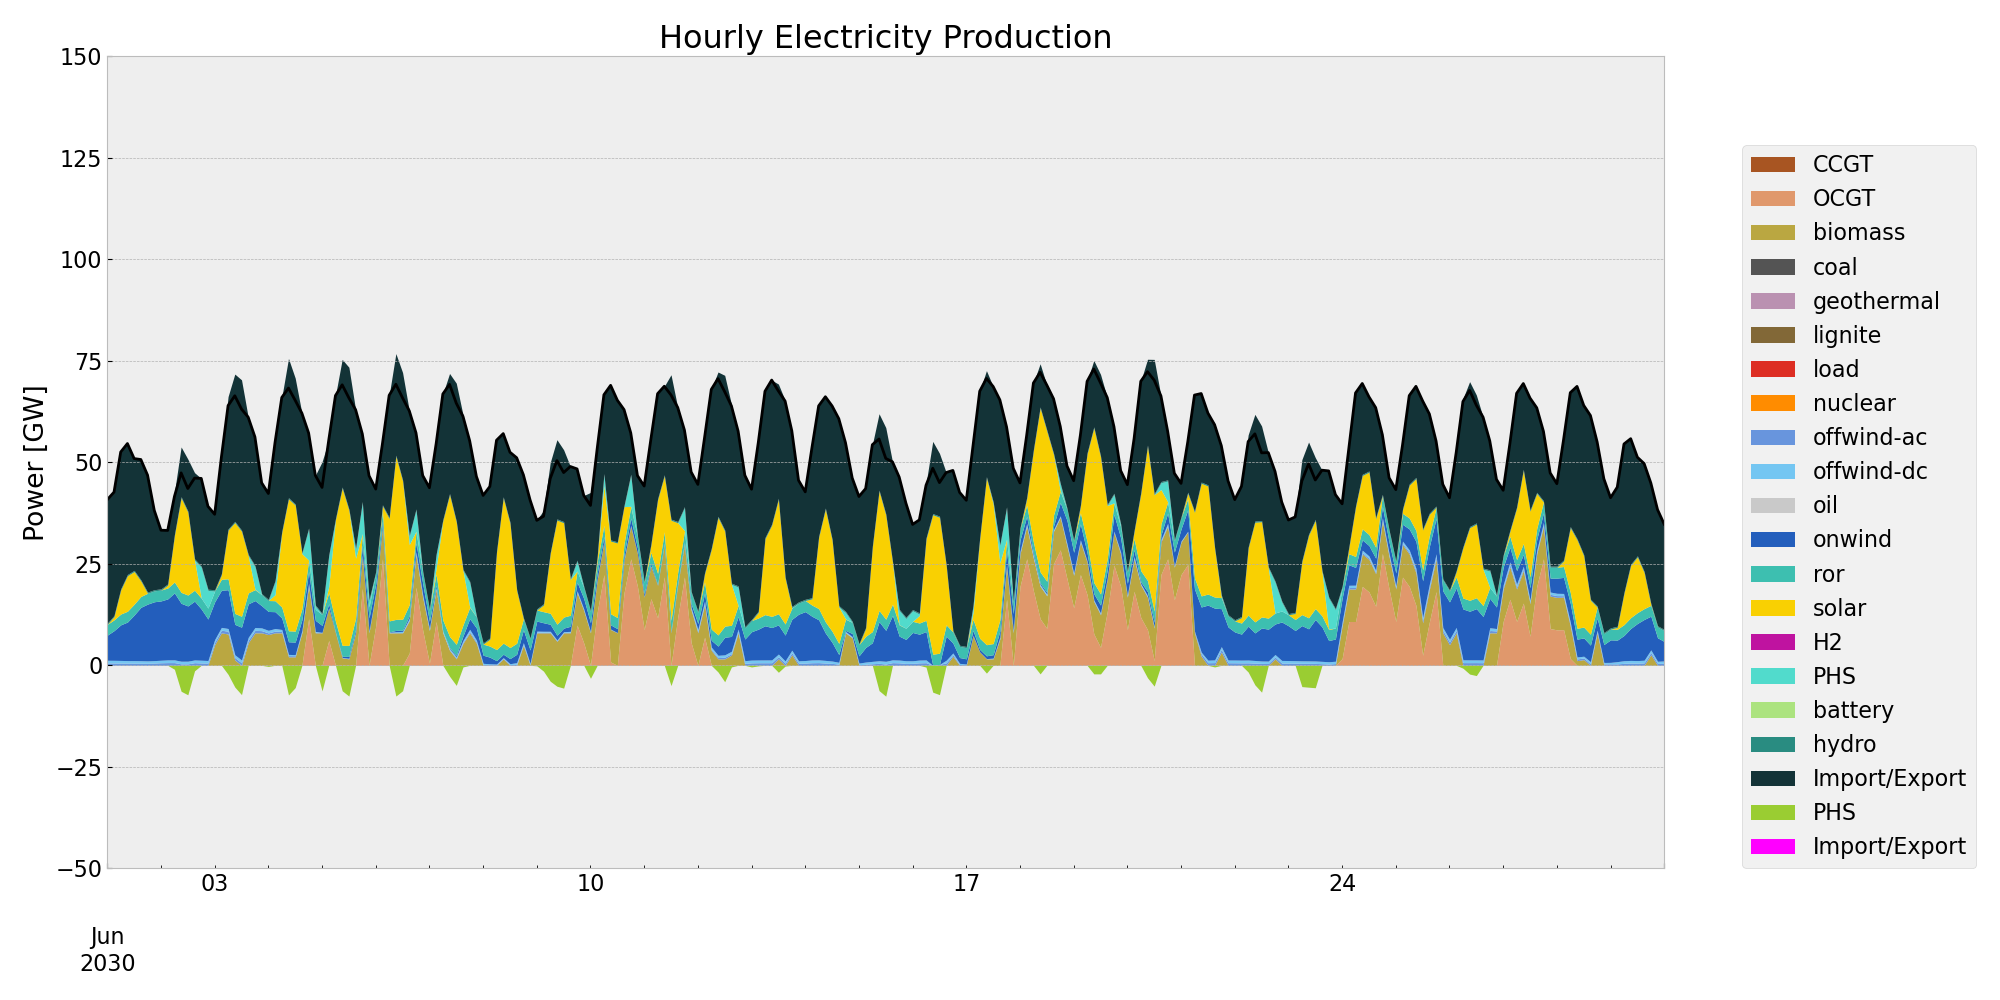 Hourly Electricity Production
Power [GW]
150
125
100
75
50
25
0
−25
−50
03
10
17
24
Jun
2030
CCGT
OCGT
biomass
coal
geothermal
lignite
load
nuclear
offwind-ac
offwind-dc
oil
onwind
ror
solar
H2
PHS
battery
hydro
Import/Export
PHS
Import/Export